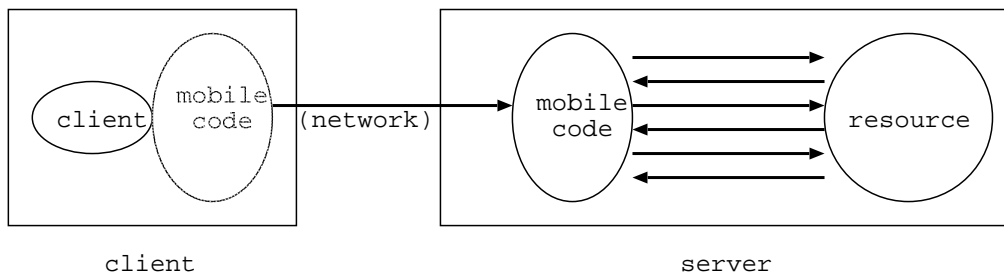 client
mobile
code
(network)
mobile
code
resource
client
server